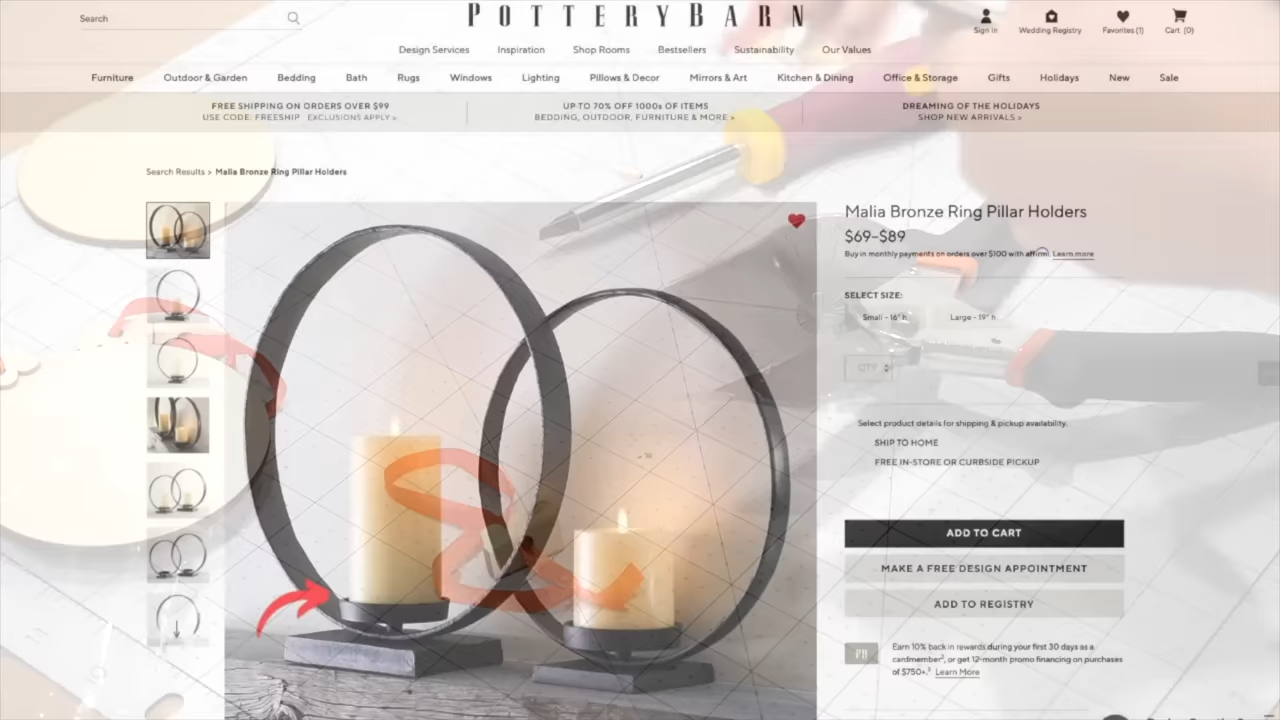 Search
POTTERYBARN
Sign In
Wedding Registry
Favorites (1)
Cart (0)
Design Services
Inspiration
Shop Rooms
Bestsellers
Sustainability
Our Values
Furniture
Outdoor & Garden
Bedding
Bath
Rugs
Windows
Lighting
Pillows & Decor
Mirrors & Art
Kitchen & Dining
Office & Storage
Gifts
Holidays
New
Sale
FREE SHIPPING ON ORDERS OVER $99
USE CODE: FREESHIP EXCLUSIONS APPLY >
UP TO 70% OFF 1000s OF ITEMS
BEDDING, OUTDOOR, FURNITURE & MORE >
DREAMING OF THE HOLIDAYS
SHOP NEW ARRIVALS >
Search Results > Malia Bronze Ring Pillar Holders
Malia Bronze Ring Pillar Holders
$69–$89
Buy in monthly payments on orders over $100 with affirm. Learn more
SELECT SIZE:
Small - 16" h
Large - 19" h
QTY
Select product details for shipping & pickup availability.
SHIP TO HOME
FREE IN-STORE OR CURBSIDE PICKUP
ADD TO CART
MAKE A FREE DESIGN APPOINTMENT
ADD TO REGISTRY
PB
Earn 10% back in rewards during your first 30 days as a
cardmember², or get 12-month promo financing on purchases
of $750+.³ Learn More